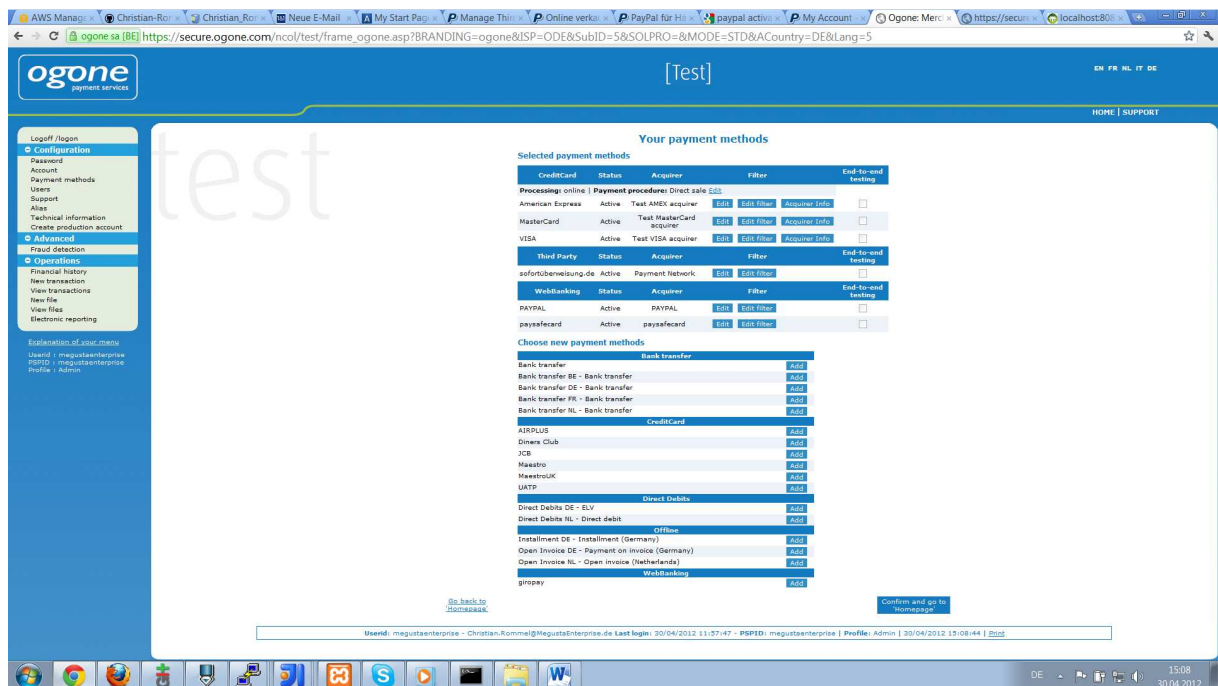 AWS Manag
Christian-Ror
Christian_Ror
Neue E-Mail
My Start Pag
Manage Thir
Online verka
PayPal für Hä
paypal activa
My Account
Ogone: Merc
https://secur
localhost:808
ogone sa [BE] https://secure.ogone.com/ncol/test/frame_ogone.asp?BRANDING=ogone&ISP=ODE&SubID=5&SOLPRO=&MODE=STD&ACountry=DE&Lang=5
ogone
payment services
[Test]
EN FR NL IT DE
HOME | SUPPORT
test
Logoff /logon
Configuration
Password
Account
Payment methods
Users
Support
Alias
Technical information
Create production account
Advanced
Fraud detection
Operations
Financial history
New transaction
View transactions
New file
View files
Electronic reporting
Explanation of your menu
Userid : megustaenterprise
PSPID : megustaenterprise
Profile : Admin
Your payment methods
Selected payment methods
CreditCard Status Acquirer Filter End-to-end testing
Processing: online | Payment procedure: Direct sale Edit
American Express Active Test AMEX acquirer Edit Edit filter Acquirer Info
MasterCard Active Test MasterCard acquirer Edit Edit filter Acquirer Info
VISA Active Test VISA acquirer Edit Edit filter Acquirer Info
Third Party Status Acquirer Filter End-to-end testing
sofortüberweisung.de Active Payment Network Edit Edit filter
WebBanking Status Acquirer Filter End-to-end testing
PAYPAL Active PAYPAL Edit Edit filter
paysafecard Active paysafecard Edit Edit filter
Choose new payment methods
Bank transfer
Bank transfer Add
Bank transfer BE - Bank transfer Add
Bank transfer DE - Bank transfer Add
Bank transfer FR - Bank transfer Add
Bank transfer NL - Bank transfer Add
CreditCard
AIRPLUS Add
Diners Club Add
JCB Add
Maestro Add
MaestroUK Add
UATP Add
Direct Debits
Direct Debits DE - ELV Add
Direct Debits NL - Direct debit Add
Offline
Installment DE - Installment (Germany) Add
Open Invoice DE - Payment on invoice (Germany) Add
Open Invoice NL - Open invoice (Netherlands) Add
WebBanking
giropay Add
Go back to 'Homepage'
Confirm and go to 'Homepage'
Userid: megustaenterprise - Christian.Rommel@MegustaEnterprise.de Last login: 30/04/2012 11:57:47 - PSPID: megustaenterprise | Profile: Admin | 30/04/2012 15:08:44 | Print
DE
15:08
30.04.2012